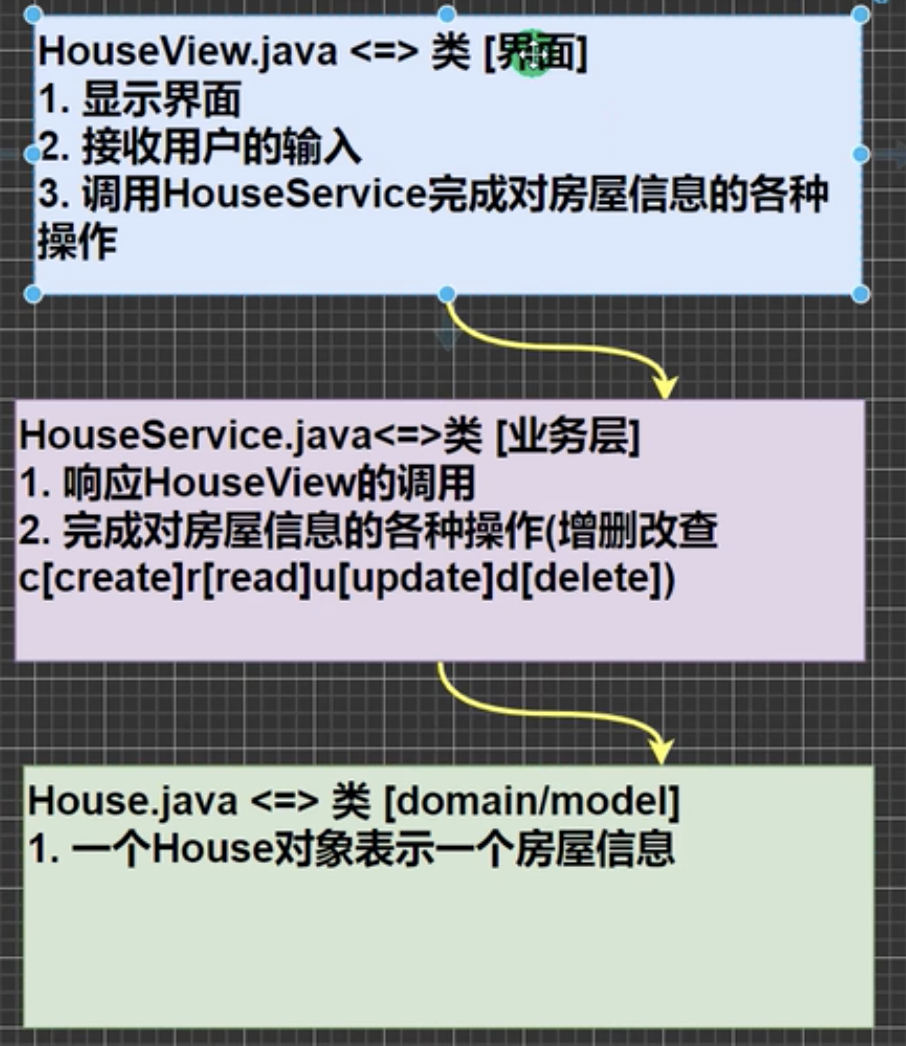 HouseView.java <=> 类 [界面]
1. 显示界面
2. 接收用户的输入
3. 调用HouseService完成对房屋信息的各种
操作
HouseService.java<=>类 [业务层]
1. 响应HouseView的调用
2. 完成对房屋信息的各种操作(增删改查
c[create]r[read]u[update]d[delete])
House.java <=> 类 [domain/model]
1. 一个House对象表示一个房屋信息